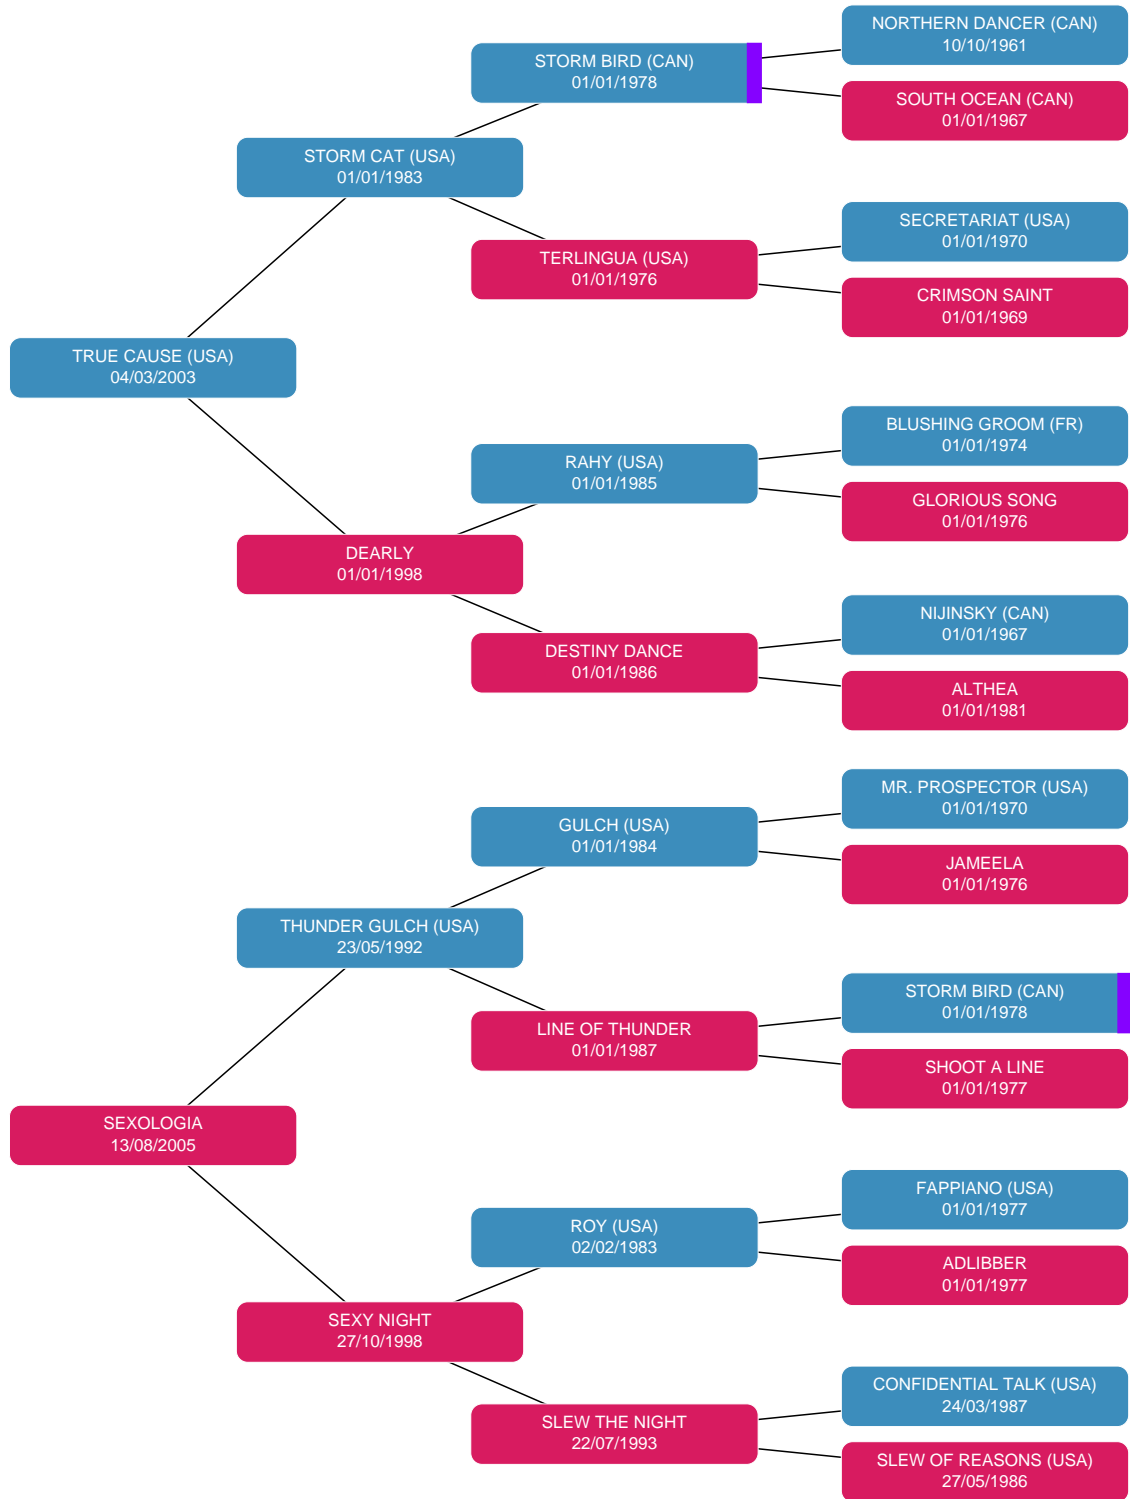 NORTHERN DANCER (CAN)
10/10/1961
STORM BIRD (CAN)
01/01/1978
SOUTH OCEAN (CAN)
01/01/1967
STORM CAT (USA)
01/01/1983
SECRETARIAT (USA)
01/01/1970
TERLINGUA (USA)
01/01/1976
CRIMSON SAINT
01/01/1969
TRUE CAUSE (USA)
04/03/2003
BLUSHING GROOM (FR)
01/01/1974
RAHY (USA)
01/01/1985
GLORIOUS SONG
01/01/1976
DEARLY
01/01/1998
NIJINSKY (CAN)
01/01/1967
DESTINY DANCE
01/01/1986
ALTHEA
01/01/1981
MR. PROSPECTOR (USA)
01/01/1970
GULCH (USA)
01/01/1984
JAMEELA
01/01/1976
THUNDER GULCH (USA)
23/05/1992
STORM BIRD (CAN)
01/01/1978
LINE OF THUNDER
01/01/1987
SHOOT A LINE
01/01/1977
SEXOLOGIA
13/08/2005
FAPPIANO (USA)
01/01/1977
ROY (USA)
02/02/1983
ADLIBBER
01/01/1977
SEXY NIGHT
27/10/1998
CONFIDENTIAL TALK (USA)
24/03/1987
SLEW THE NIGHT
22/07/1993
SLEW OF REASONS (USA)
27/05/1986